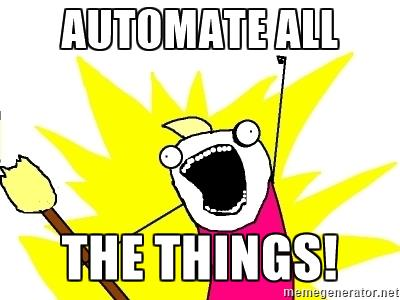 AUTOMATE ALL
THE THINGS!
memegenerator.net